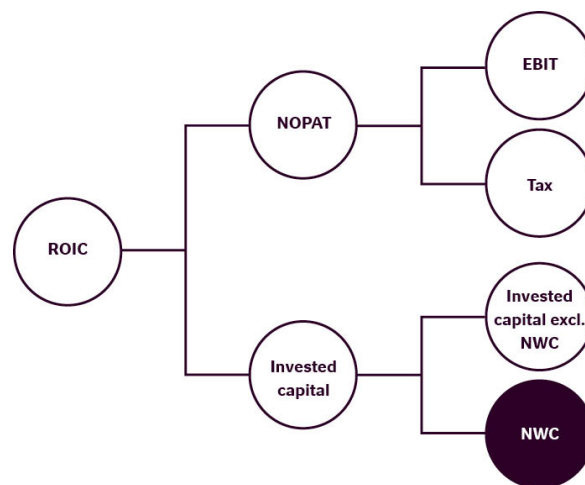 EBIT
NOPAT
Tax
ROIC
Invested
capital excl.
NWC
Invested
capital
NWC